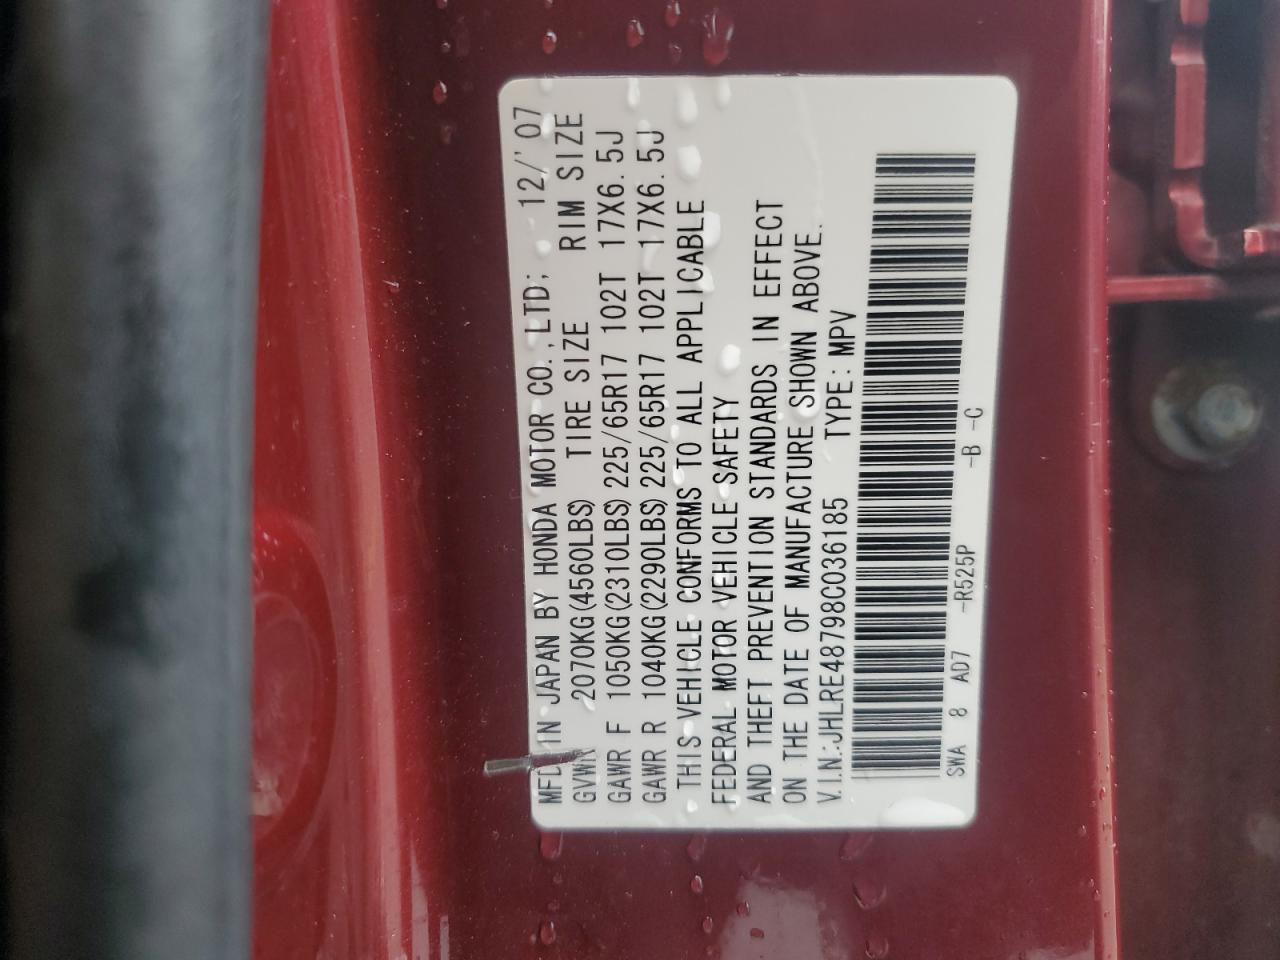 MFD IN JAPAN BY HONDA MOTOR CO.,LTD; 12/'07
GVWR 2070KG(4560LBS) TIRE SIZE RIM SIZE
GAWR F 1050KG(2310LBS) 225/65R17 102T 17X6.5J
GAWR R 1040KG(2290LBS) 225/65R17 102T 17X6.5J
THIS VEHICLE CONFORMS TO ALL APPLICABLE
FEDERAL MOTOR VEHICLE SAFETY
AND THEFT PREVENTION STANDARDS IN EFFECT
ON THE DATE OF MANUFACTURE SHOWN ABOVE.
V.I.N.:JHLRE48798C036185 TYPE:MPV
SWA 8 AD7 -R525P -B -C